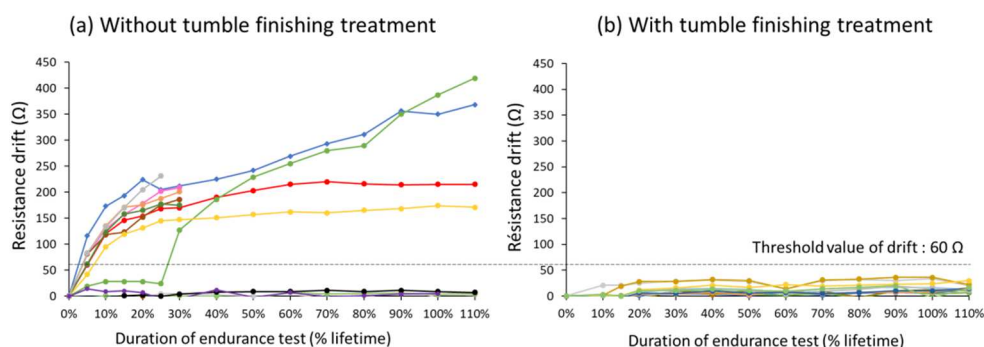 (a) Without tumble finishing treatment
(b) With tumble finishing treatment
Resistance drift (Ω)
450
400
350
300
250
200
150
100
50
0
0% 10% 20% 30% 40% 50% 60% 70% 80% 90% 100% 110%
Duration of endurance test (% lifetime)
Résistance drift (Ω)
450
400
350
300
250
200
150
100
50
0
Threshold value of drift : 60 Ω
0% 10% 20% 30% 40% 50% 60% 70% 80% 90% 100% 110%
Duration of endurance test (% lifetime)